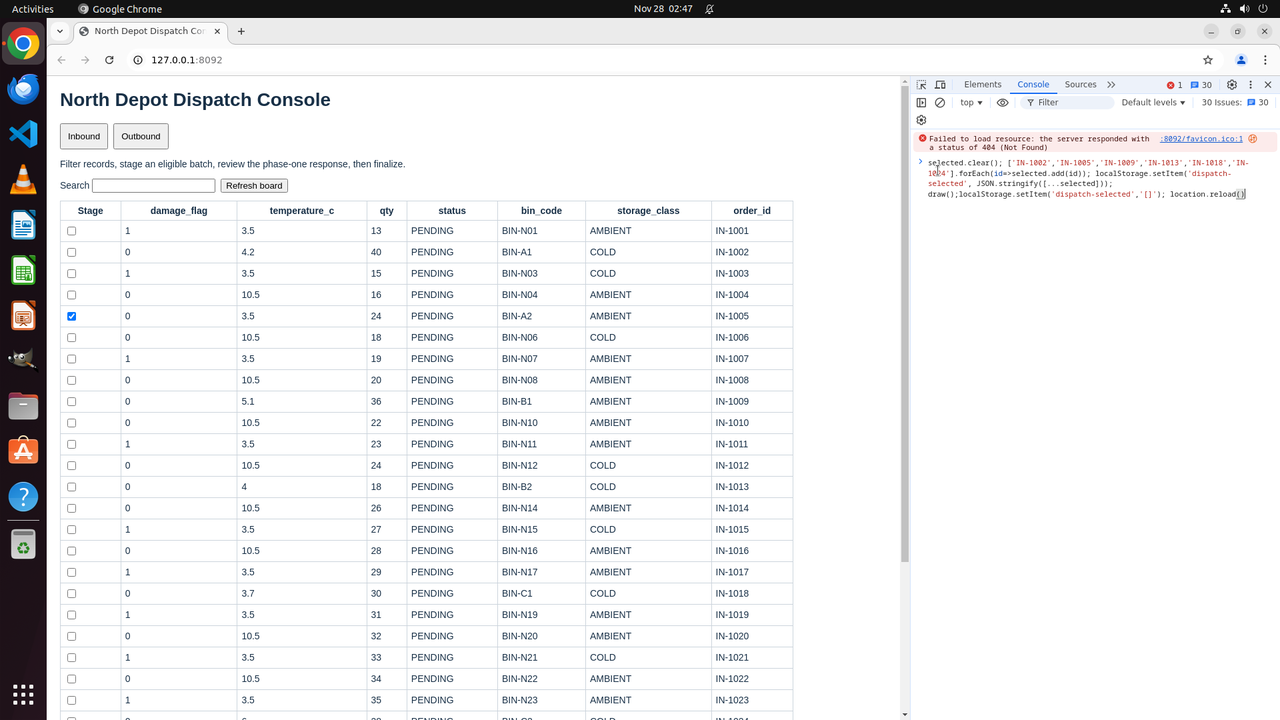 Activities
Google Chrome
Nov 28 02:47
North Depot Dispatch Con
127.0.0.1:8092
North Depot Dispatch Console
Inbound
Outbound
Filter records, stage an eligible batch, review the phase-one response, then finalize.
Search
Refresh board
Stage damage_flag temperature_c qty status bin_code storage_class order_id
1 3.5 13 PENDING BIN-N01 AMBIENT IN-1001
0 4.2 40 PENDING BIN-A1 COLD IN-1002
1 3.5 15 PENDING BIN-N03 COLD IN-1003
0 10.5 16 PENDING BIN-N04 AMBIENT IN-1004
0 3.5 24 PENDING BIN-A2 AMBIENT IN-1005
0 10.5 18 PENDING BIN-N06 COLD IN-1006
1 3.5 19 PENDING BIN-N07 AMBIENT IN-1007
0 10.5 20 PENDING BIN-N08 AMBIENT IN-1008
0 5.1 36 PENDING BIN-B1 AMBIENT IN-1009
0 10.5 22 PENDING BIN-N10 AMBIENT IN-1010
1 3.5 23 PENDING BIN-N11 AMBIENT IN-1011
0 10.5 24 PENDING BIN-N12 COLD IN-1012
0 4 18 PENDING BIN-B2 COLD IN-1013
0 10.5 26 PENDING BIN-N14 AMBIENT IN-1014
1 3.5 27 PENDING BIN-N15 COLD IN-1015
0 10.5 28 PENDING BIN-N16 AMBIENT IN-1016
1 3.5 29 PENDING BIN-N17 AMBIENT IN-1017
0 3.7 30 PENDING BIN-C1 COLD IN-1018
1 3.5 31 PENDING BIN-N19 AMBIENT IN-1019
0 10.5 32 PENDING BIN-N20 AMBIENT IN-1020
1 3.5 33 PENDING BIN-N21 COLD IN-1021
0 10.5 34 PENDING BIN-N22 AMBIENT IN-1022
1 3.5 35 PENDING BIN-N23 AMBIENT IN-1023
Elements Console Sources
1 30
top Filter Default levels 30 Issues: 30
Failed to load resource: the server responded with :8092/favicon.ico:1
a status of 404 (Not Found)
selected.clear(); ['IN-1002','IN-1005','IN-1009','IN-1013','IN-1018','IN-
1024'].forEach(id=>selected.add(id)); localStorage.setItem('dispatch-
selected', JSON.stringify([...selected]));
draw();localStorage.setItem('dispatch-selected','[]'); location.reload()